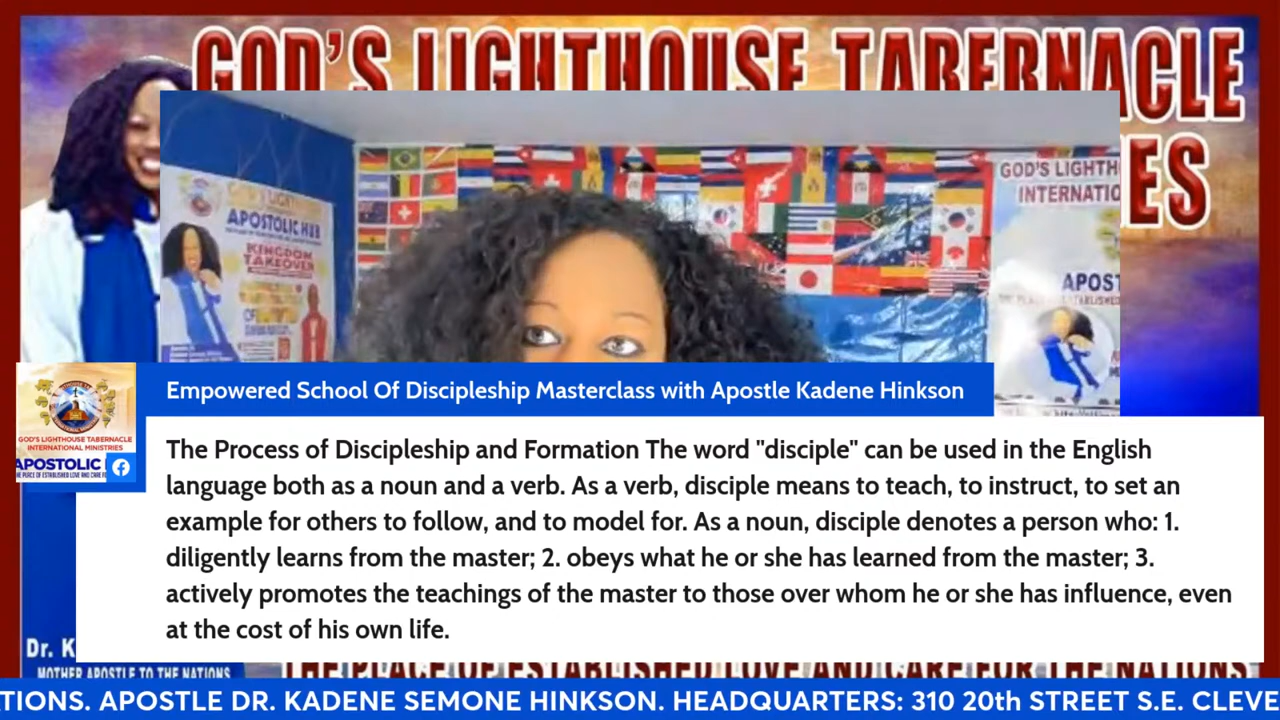 GOD'S LIGHTHOUSE TABERNACLE
ES
APOSTOLIC HUB
KINGDOM
TAKEOVER
GOD'S LIGHTH
INTERNATIO
APOST
Empowered School Of Discipleship Masterclass with Apostle Kadene Hinkson
GOD'S LIGHTHOUSE TABERNACLE
INTERNATIONAL MINISTRIES
APOSTOLIC
The Process of Discipleship and Formation The word "disciple" can be used in the English
language both as a noun and a verb. As a verb, disciple means to teach, to instruct, to set an
example for others to follow, and to model for. As a noun, disciple denotes a person who: 1.
diligently learns from the master; 2. obeys what he or she has learned from the master; 3.
actively promotes the teachings of the master to those over whom he or she has influence, even
at the cost of his own life.
Dr. K
MOTHER APOSTLE TO THE NATIONS
THE PLACE OF ESTABLISHED LOVE AND CARE FOR THE NATIONS
TIONS. APOSTLE DR. KADENE SEMONE HINKSON. HEADQUARTERS: 310 20th STREET S.E. CLEVE